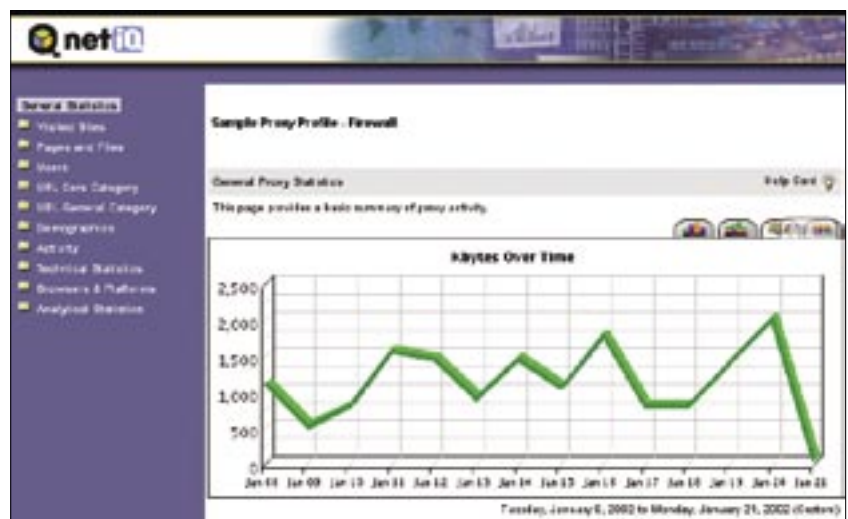 netiQ
General Statistics
Visited Sites
Pages and Files
Users
URL Core Category
URL General Category
Demographics
Activity
Technical Statistics
Browsers & Platforms
Analytical Statistics
Sample Proxy Profile - Firewall
General Proxy Statistics
Help Card
This page provides a basic summary of proxy activity.
Kbytes Over Time
2,500
2,000
1,500
1,000
500
0
Jan 08 Jan 09 Jan 10 Jan 11 Jan 12 Jan 13 Jan 14 Jan 15 Jan 16 Jan 17 Jan 18 Jan 19 Jan 20 Jan 21
Tuesday, January 8, 2002 to Monday, January 21, 2002